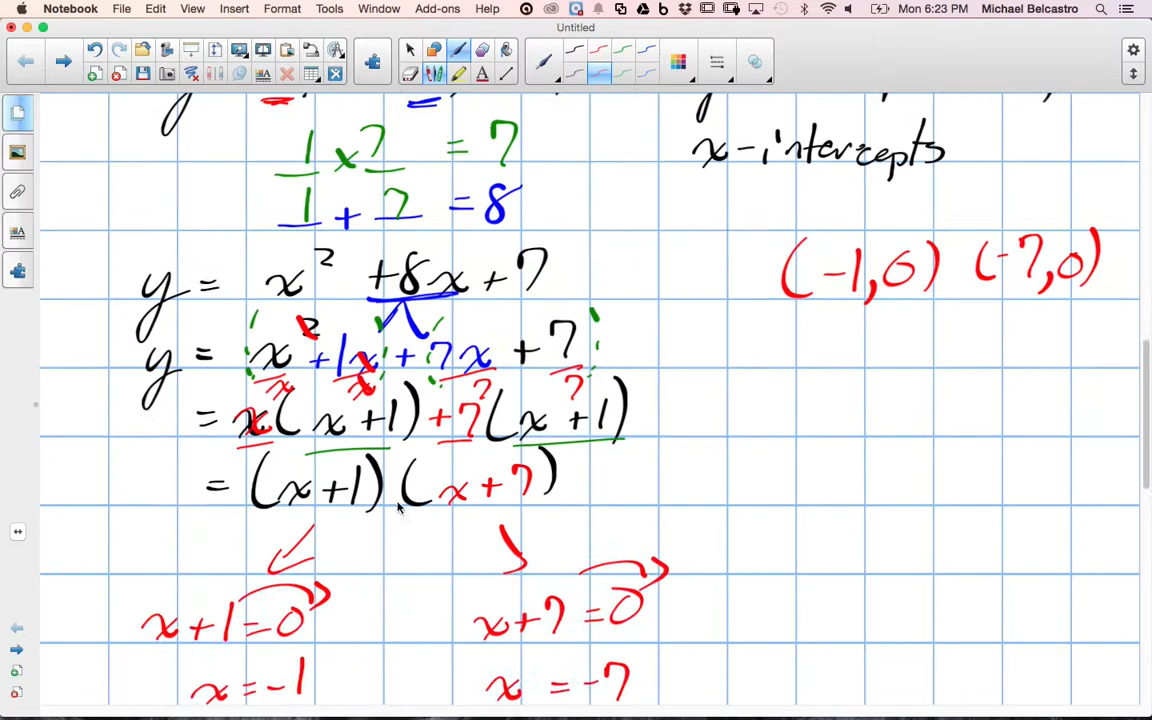 Notebook File Edit View Insert Format Tools Window Add-ons Help Mon 6:23 PM Michael Belcastro
Untitled
x-intercepts
1 x 7 = 7
1 + 7 = 8
y = x² +8x+7
(-1,0) (-7,0)
y = x² +1x+7x +7
x x 7 7
= x(x+1) +7(x+1)
= (x+1)(x+7)
x+1=0 x+7=0
x=-1 x=-7